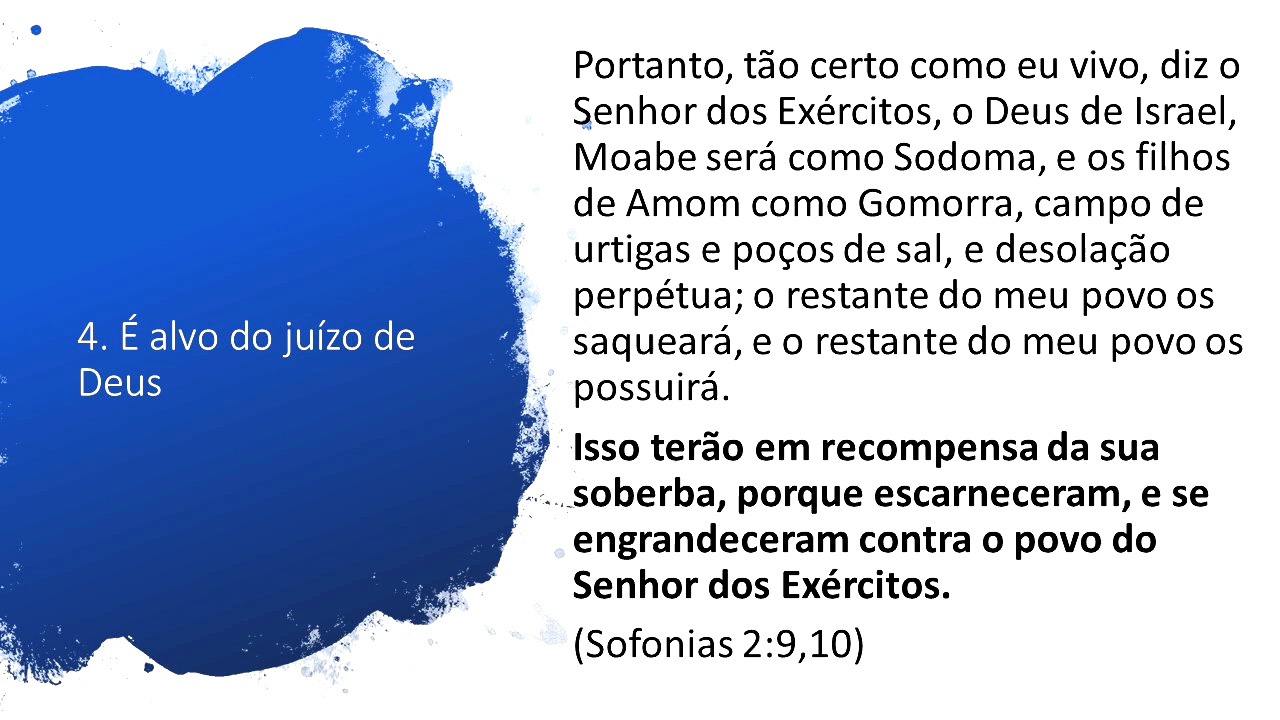 4. É alvo do juízo de
Deus
Portanto, tão certo como eu vivo, diz o
Senhor dos Exércitos, o Deus de Israel,
Moabe será como Sodoma, e os filhos
de Amom como Gomorra, campo de
urtigas e poços de sal, e desolação
perpétua; o restante do meu povo os
saqueará, e o restante do meu povo os
possuirá.
Isso terão em recompensa da sua
soberba, porque escarneceram, e se
engrandeceram contra o povo do
Senhor dos Exércitos.
(Sofonias 2:9,10)